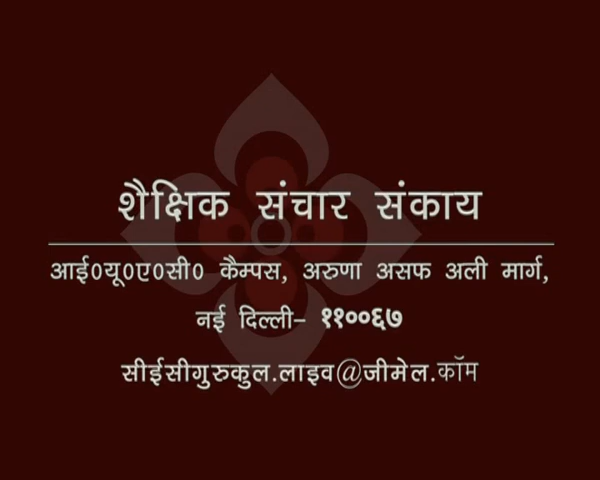 शैक्षिक संचार संकाय
आई०यू०ए०सी० कैम्पस, अरुणा असफ अली मार्ग,
नई दिल्ली– ११००६७
सीईसीगुरुकुल.लाइव@जीमेल.कॉम